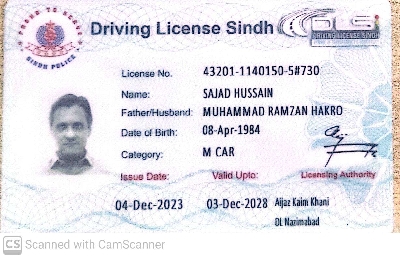 PROUD TO SERVE
SINDH POLICE
Driving License Sindh
DLS
DRIVING LICENSE SINDH
License No. 43201-1140150-5#730
Name: SAJAD HUSSAIN
Father/Husband: MUHAMMAD RAMZAN HAKRO
Date of Birth: 08-Apr-1984
Category: M CAR
Issue Date: Valid Upto: Licensing Authority
04-Dec-2023 03-Dec-2028 Aijaz Kaim Khani
DL Nazimabad
CS Scanned with CamScanner